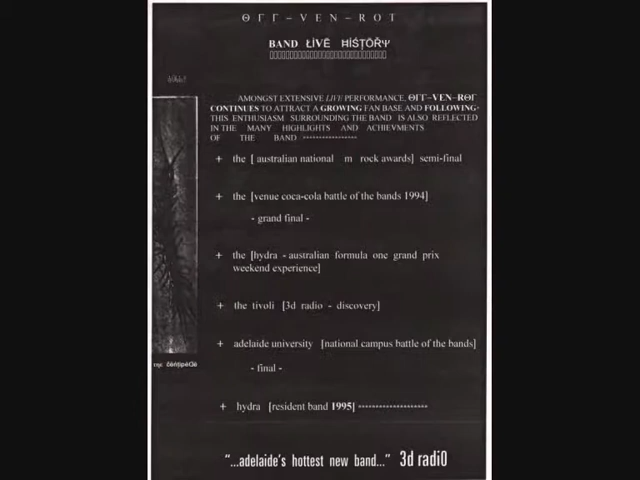 ΘΓΓ – VEN – ROT
BAND ŁIVĒ ĦIŚŢÖŘΨ
AMONGST EXTENSIVE LIVE PERFORMANCE, ΘΓΓ–VEN–RΘΓ
CONTINUES TO ATTRACT A GROWING FAN BASE AND FOLLOWING-
THIS ENTHUSIASM SURROUNDING THE BAND IS ALSO REFLECTED
IN THE MANY HIGHLIGHTS AND ACHIEVMENTS
OF THE BAND
+ the [ australian national m rock awards] semi-final
+ the [venue coca-cola battle of the bands 1994]
- grand final -
+ the [hydra - australian formula one grand prix
weekend experience]
+ the tivoli [3d radio - discovery]
+ adelaide university [national campus battle of the bands]
- final -
+ hydra [resident band 1995]
"...adelaide's hottest new band..." 3d radi0